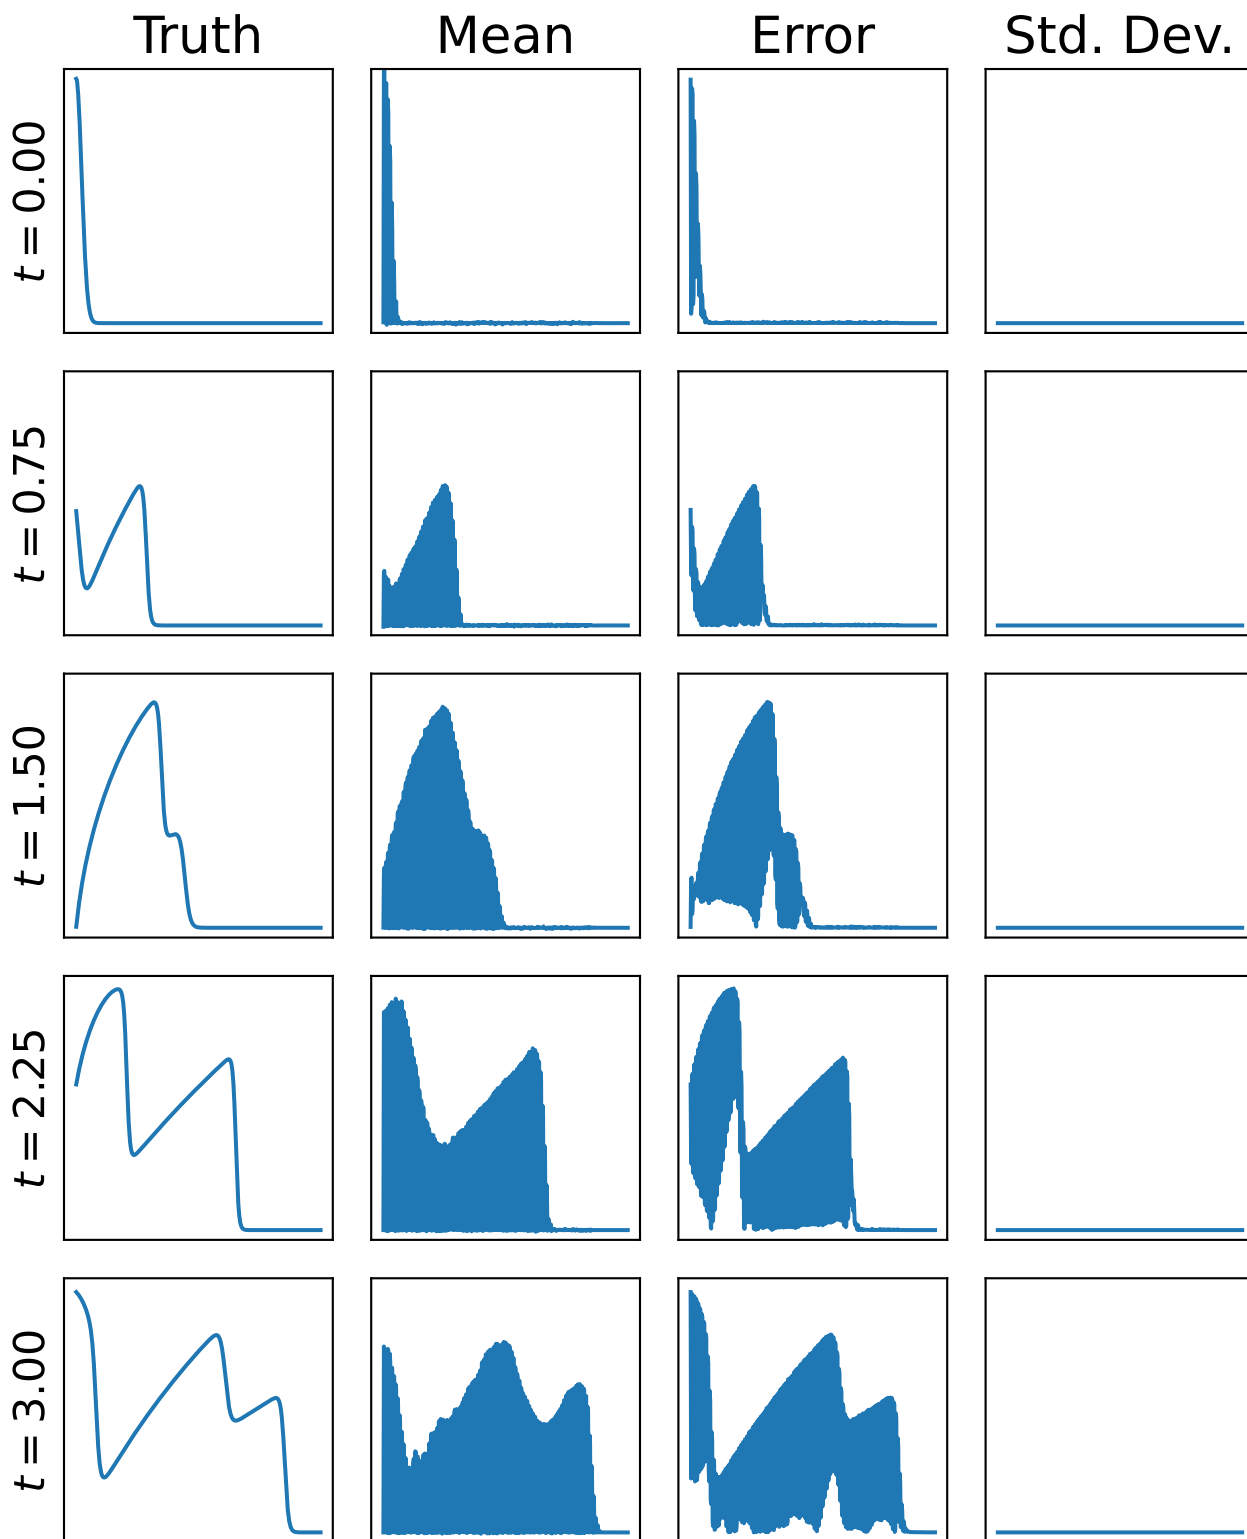 Truth Mean Error Std. Dev.
t = 0.00
t = 0.75
t = 1.50
t = 2.25
t = 3.00